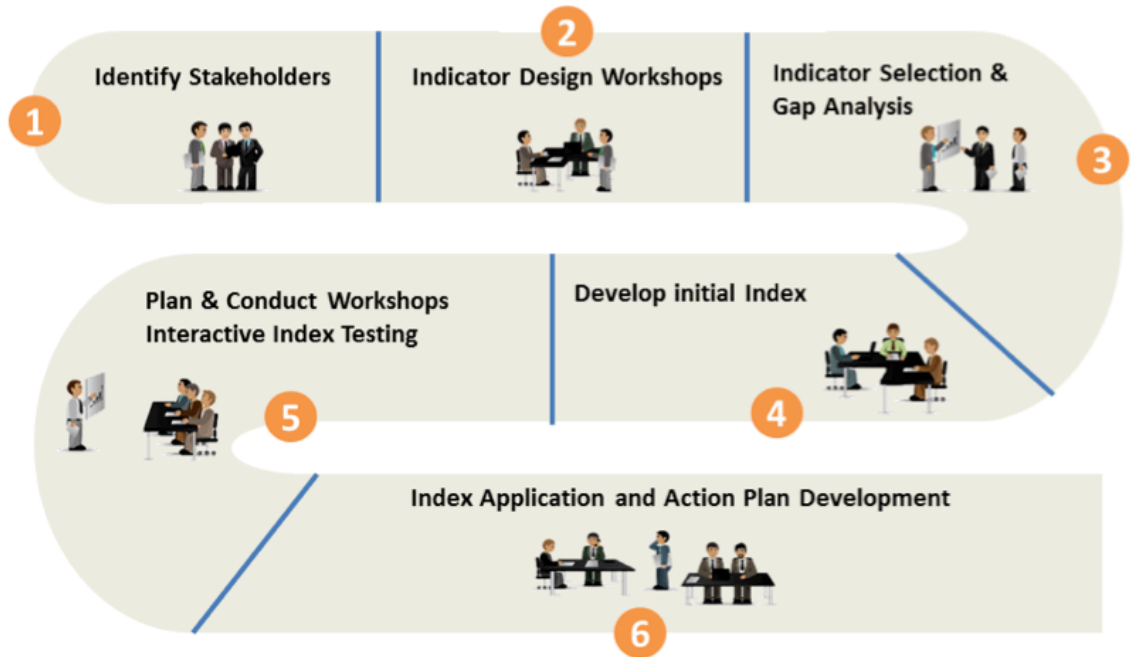 1
Identify Stakeholders
2
Indicator Design Workshops
Indicator Selection &
Gap Analysis
3
Develop initial Index
4
Plan & Conduct Workshops
Interactive Index Testing
5
Index Application and Action Plan Development
6